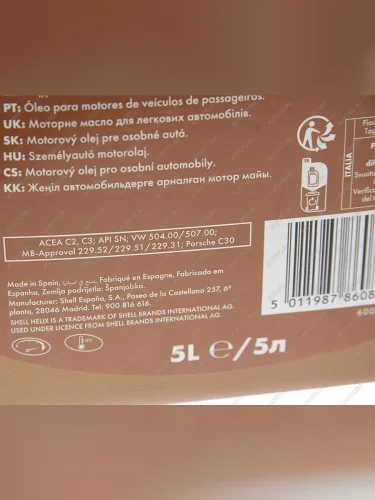 PT: Óleo para motores de veículos de passageiros.
UK: Моторне масло для легкових автомобілів.
SK: Motorový olej pre osobné autá.
HU: Személyautó motorolaj.
CS: Motorový olej pro osobní automobily.
KK: Жеңіл автомобильдерге арналған мотор майы.
ACEA C2, C3; API SN; VW 504.00/507.00;
MB-Approval 229.52/229.51/229.31; Porsche C30
Made in Spain, Fabriqué en Espagne, Fabricado em
Espanha, Zemlja podrijetla: Španjolska.
Manufacturer: Shell España, S.A., Paseo de la Castellana 257, 6ª
planta, 28046 Madrid. Tel: 900 816 616.
SHELL HELIX IS A TRADEMARK OF SHELL BRANDS INTERNATIONAL AG.
USED UNDER LICENCE FROM SHELL BRANDS INTERNATIONAL AG.
5L ℮/5л
ITALIA
5 011987 8608